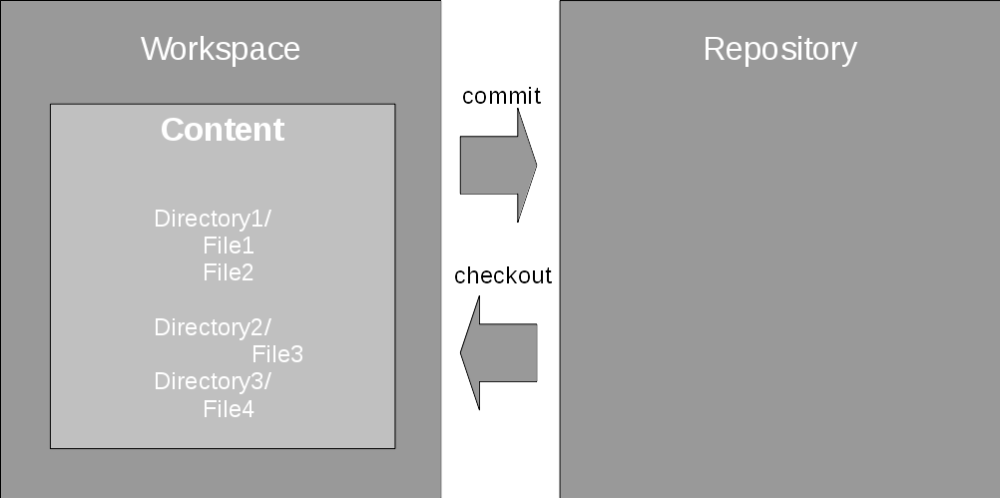 Workspace
Repository
commit
Content
Directory1/
File1
File2
checkout
Directory2/
File3
Directory3/
File4